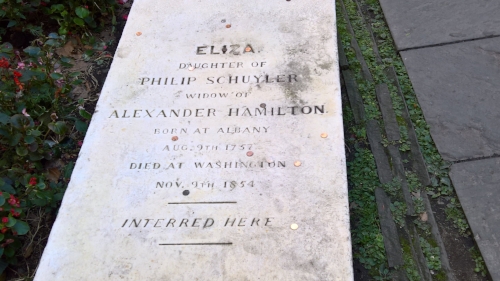 ELIZA.
DAUGHTER OF
PHILIP SCHUYLER
WIDOW OF
ALEXANDER HAMILTON
BORN AT ALBANY
AUG. 9TH 1757
DIED AT WASHINGTON
NOV. 9TH 1854
INTERRED HERE